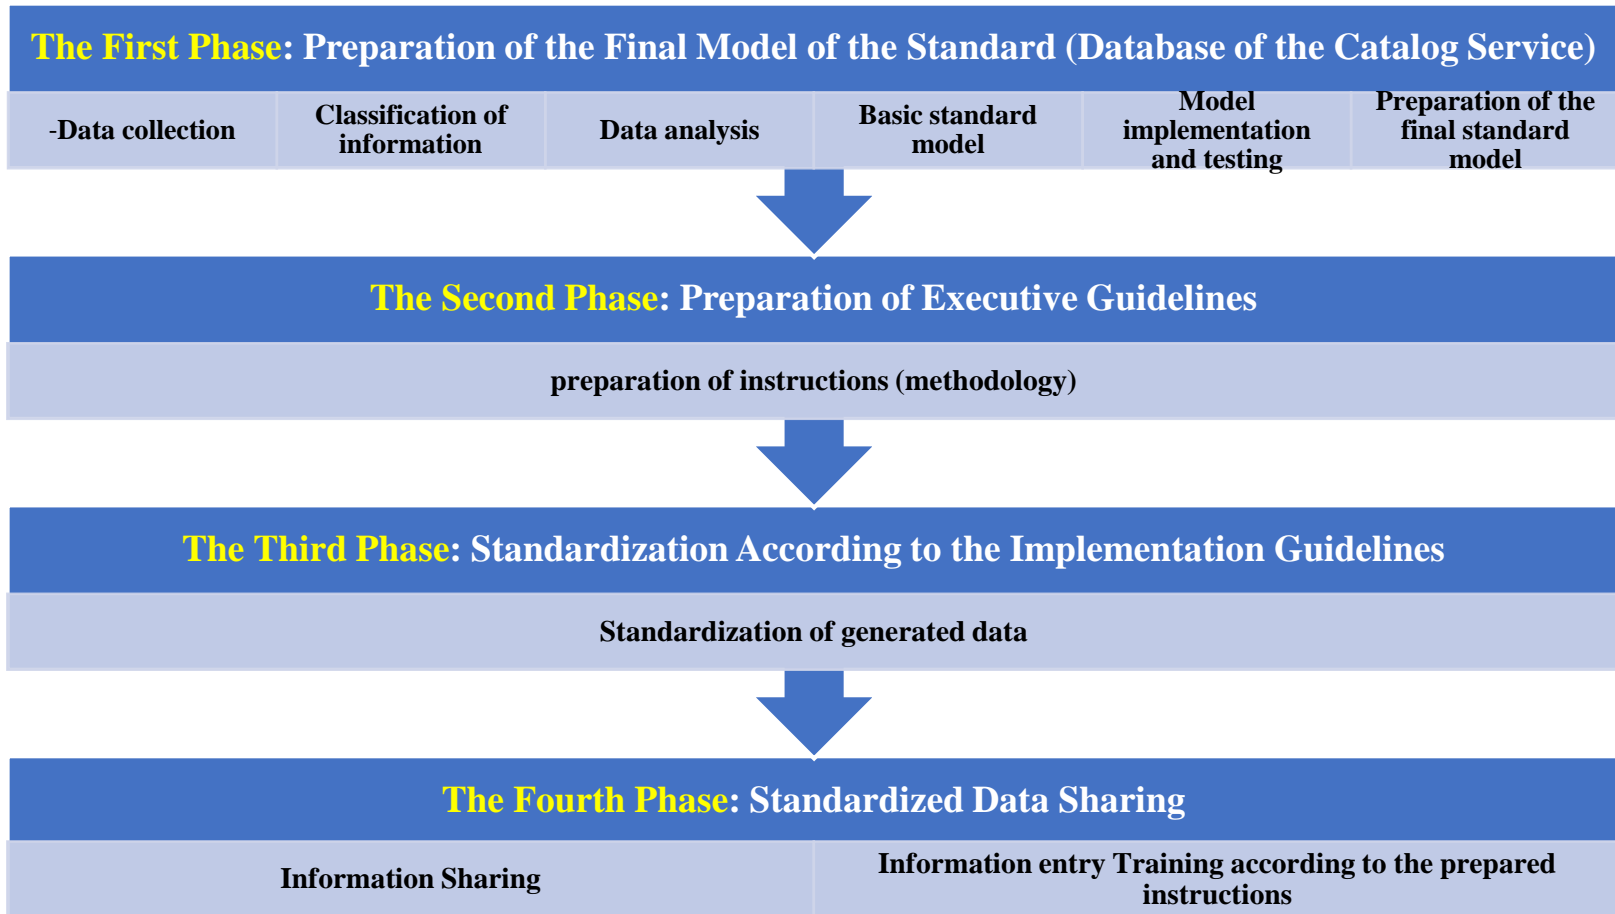 The First Phase: Preparation of the Final Model of the Standard (Database of the Catalog Service)
-Data collection
Classification of
information
Data analysis
Basic standard
model
Model
implementation
and testing
Preparation of the
final standard
model
The Second Phase: Preparation of Executive Guidelines
preparation of instructions (methodology)
The Third Phase: Standardization According to the Implementation Guidelines
Standardization of generated data
The Fourth Phase: Standardized Data Sharing
Information Sharing
Information entry Training according to the prepared
instructions